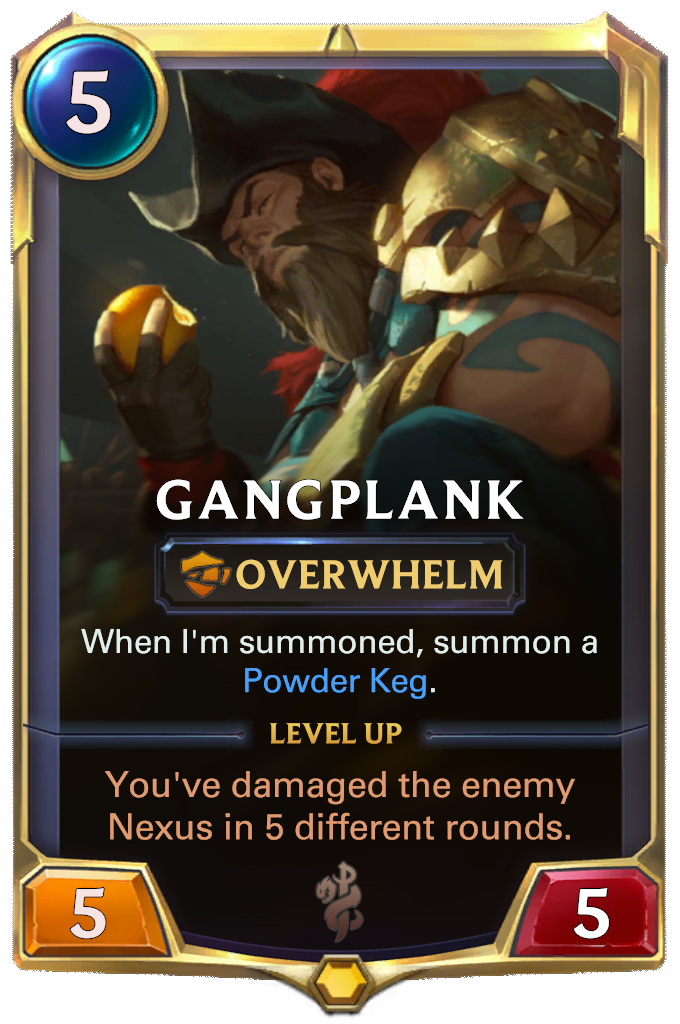 5
GANGPLANK
OVERWHELM
When I'm summoned, summon a
Powder Keg.
LEVEL UP
You've damaged the enemy
Nexus in 5 different rounds.
5 5